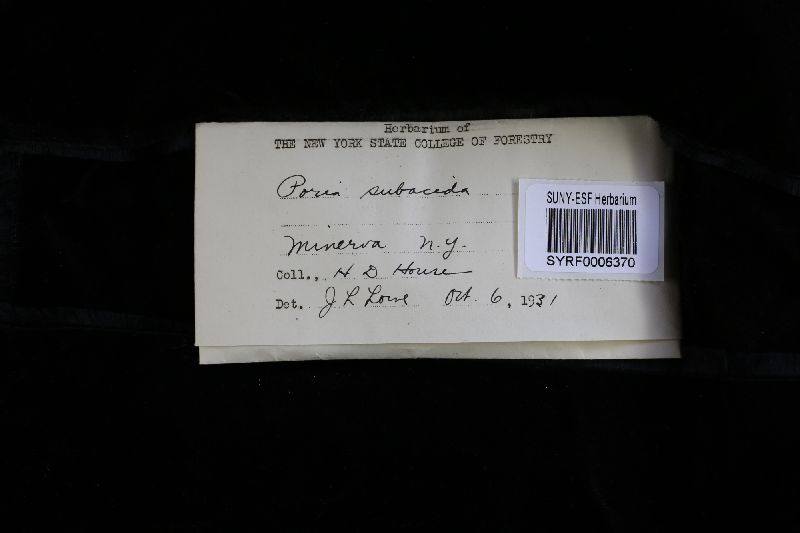 Herbarium of
THE NEW YORK STATE COLLEGE OF FORESTRY
Poria subacida
Minerva N.Y.
Coll., H D House
Det. J L Lowe Oct. 6, 1931
SUNY-ESF Herbarium
SYRF0006370